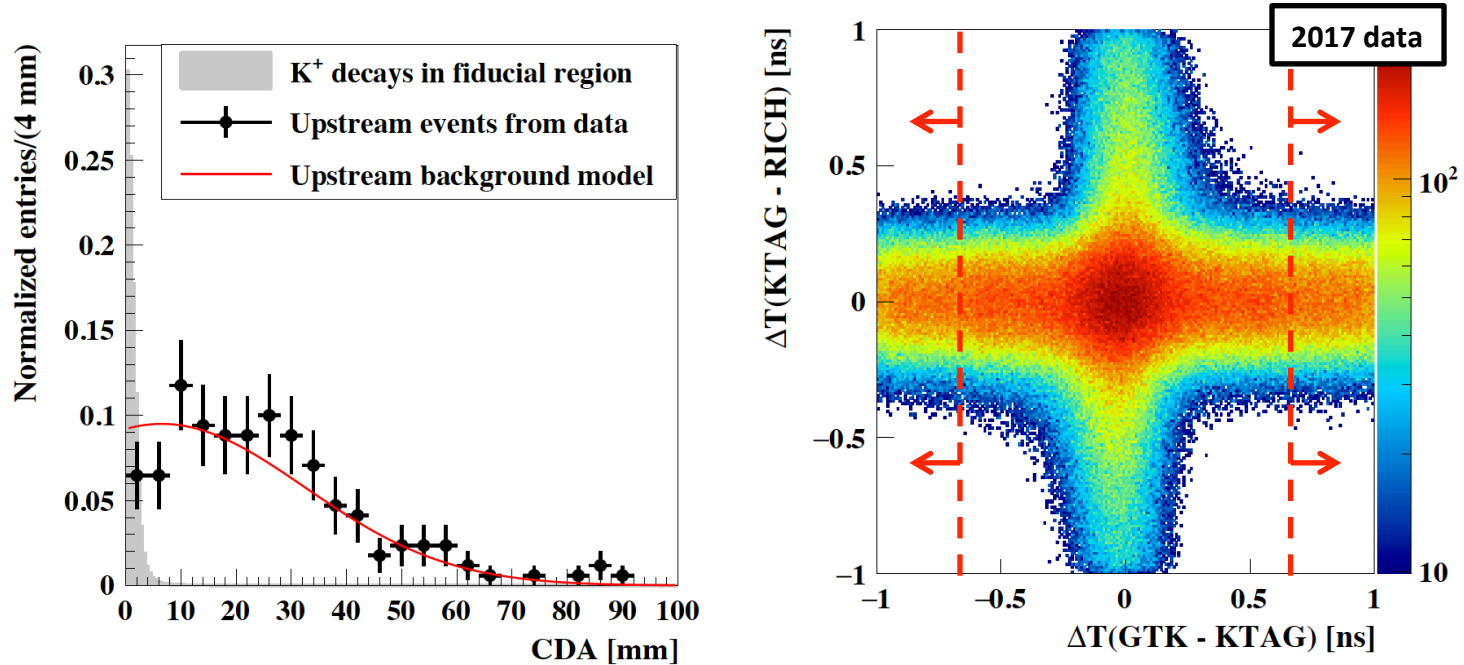 Normalized entries/(4 mm)
0.3
0.25
0.2
0.15
0.1
0.05
0
K+ decays in fiducial region
Upstream events from data
Upstream background model
0 10 20 30 40 50 60 70 80 90 100
CDA [mm]
2017 data
ΔT(KTAG - RICH) [ns]
1
0.5
0
−0.5
−1
−1 −0.5 0 0.5 1
ΔT(GTK - KTAG) [ns]
10²
10